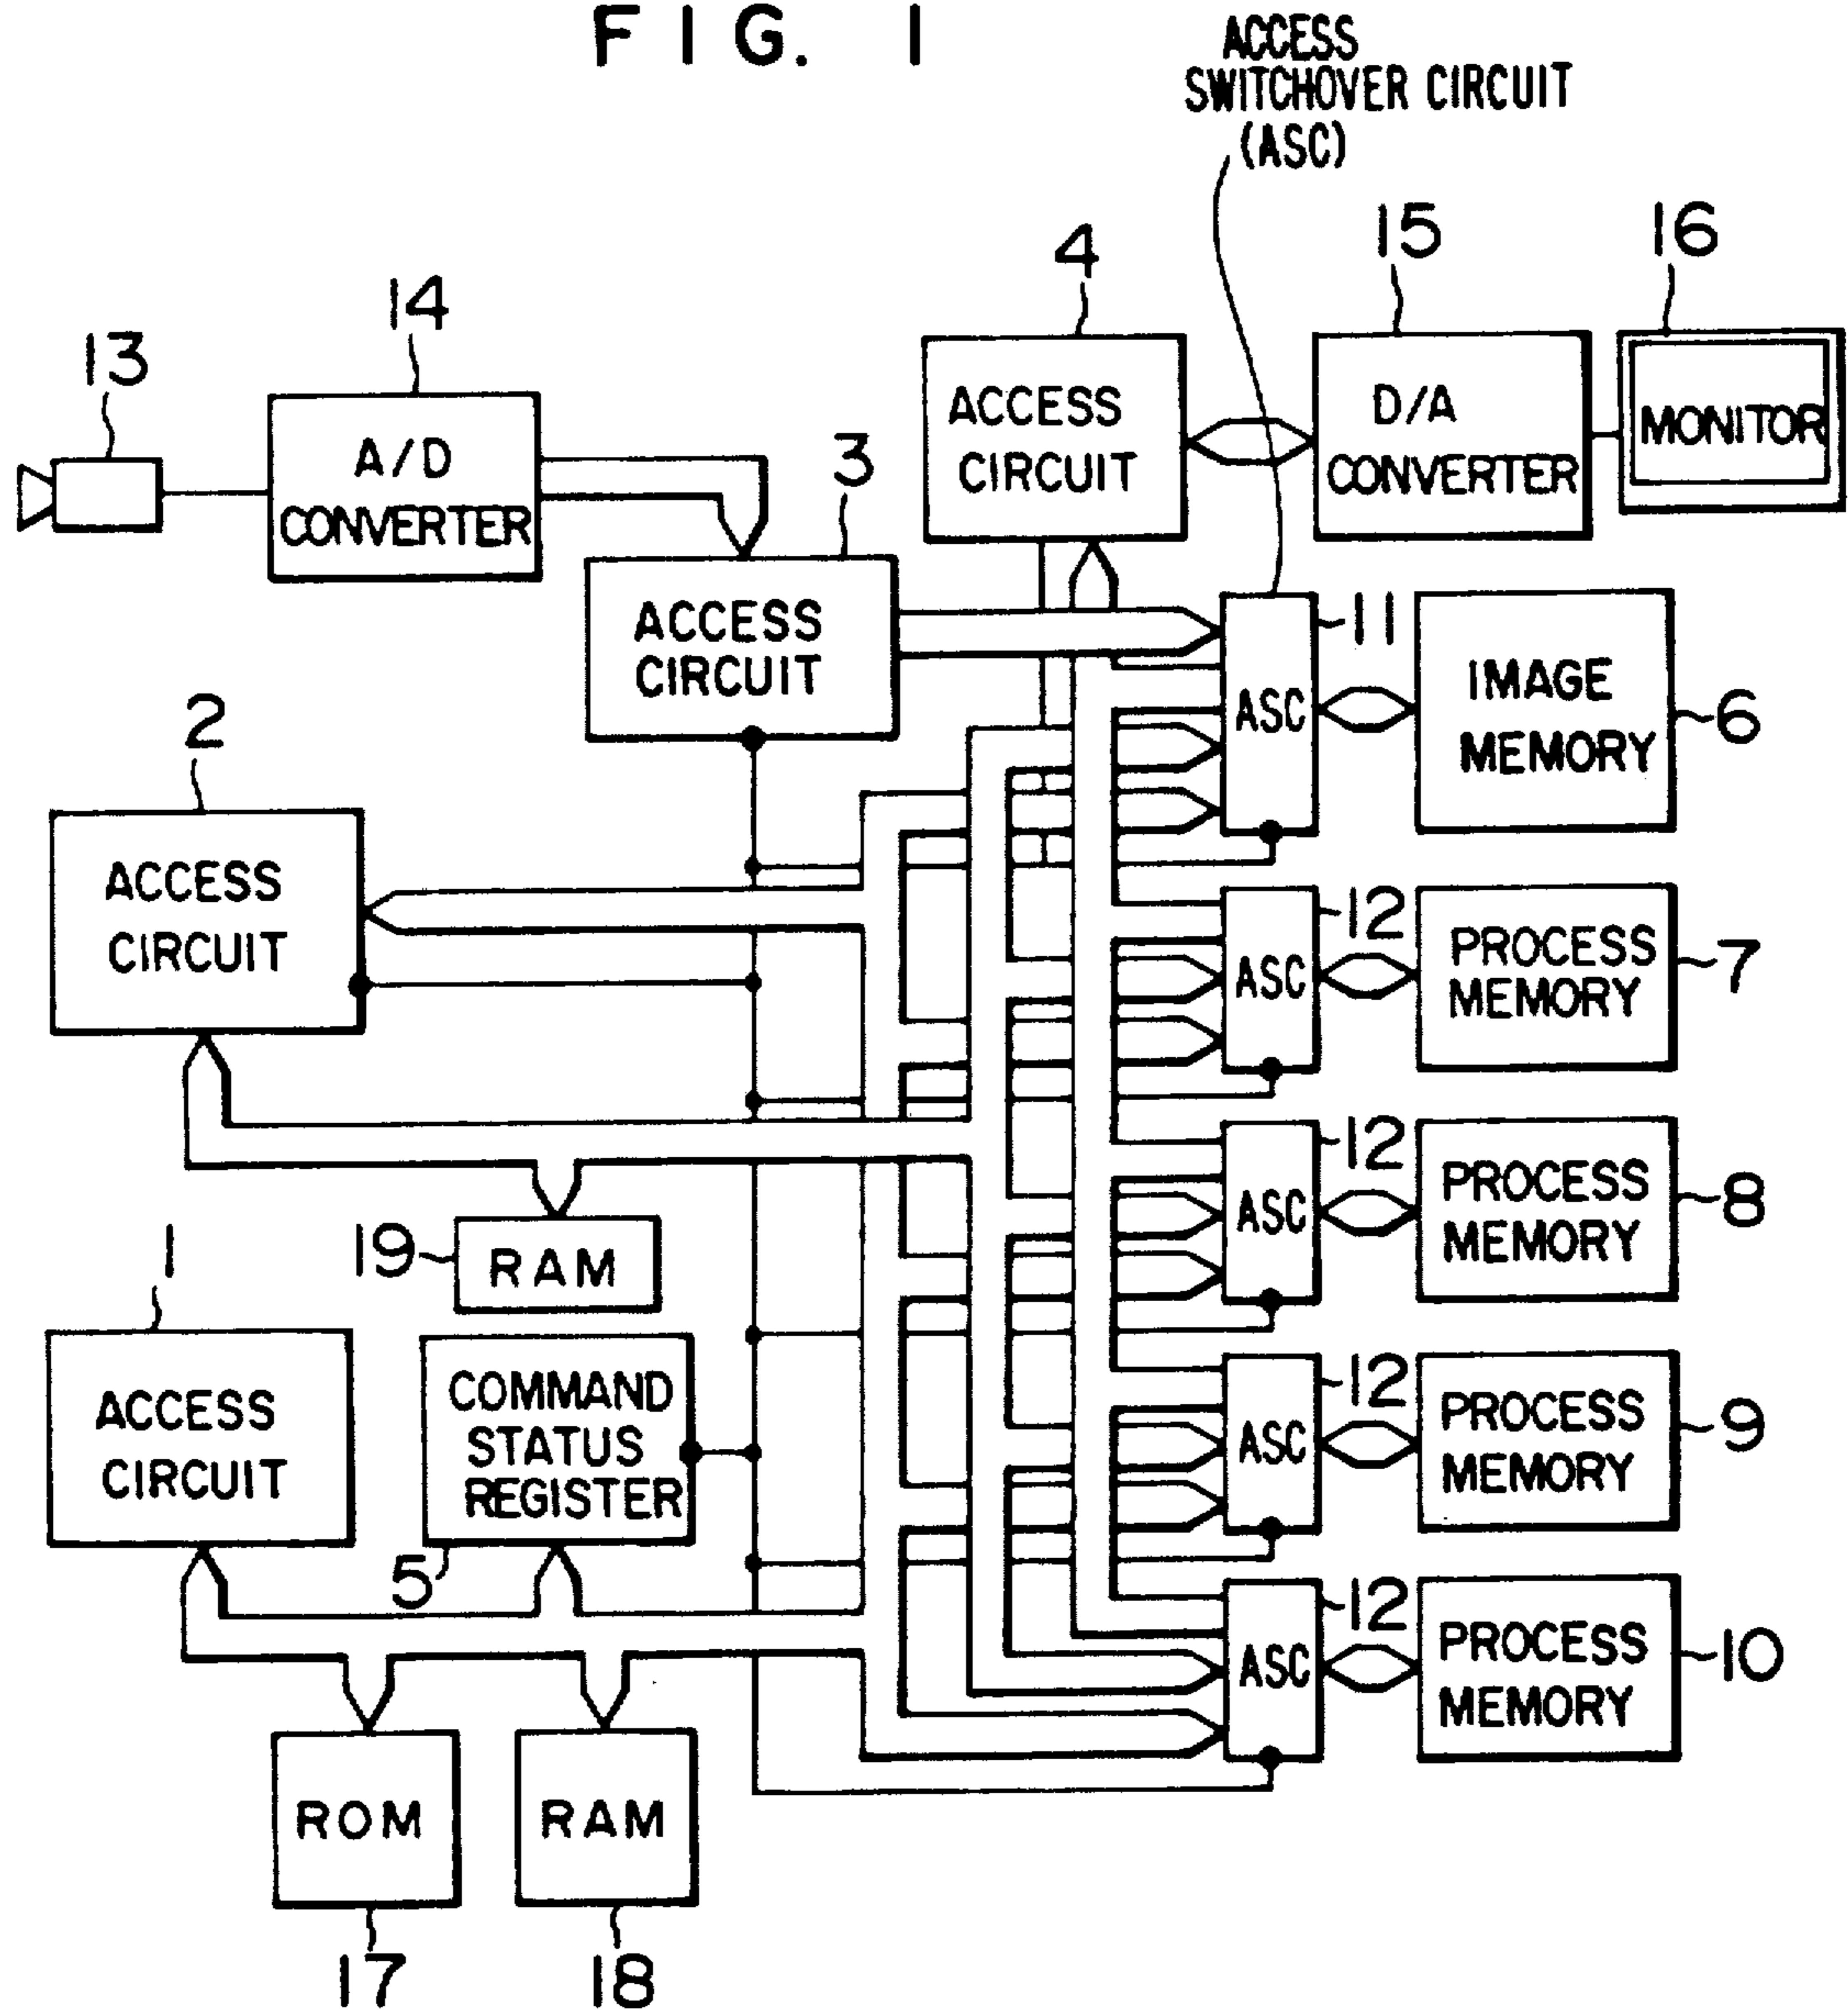 FIG. 1
ACCESS
SWITCHOVER CIRCUIT
(ASC)
4
15
16
14
13
ACCESS
CIRCUIT
D/A
CONVERTER
MONITOR
A/D
CONVERTER
3
ACCESS
CIRCUIT
11
ASC
IMAGE
MEMORY
6
2
ACCESS
CIRCUIT
12
ASC
PROCESS
MEMORY
7
12
ASC
PROCESS
MEMORY
8
19
RAM
1
ACCESS
CIRCUIT
COMMAND
STATUS
REGISTER
5
12
ASC
PROCESS
MEMORY
9
12
ASC
PROCESS
MEMORY
10
ROM
RAM
17
18